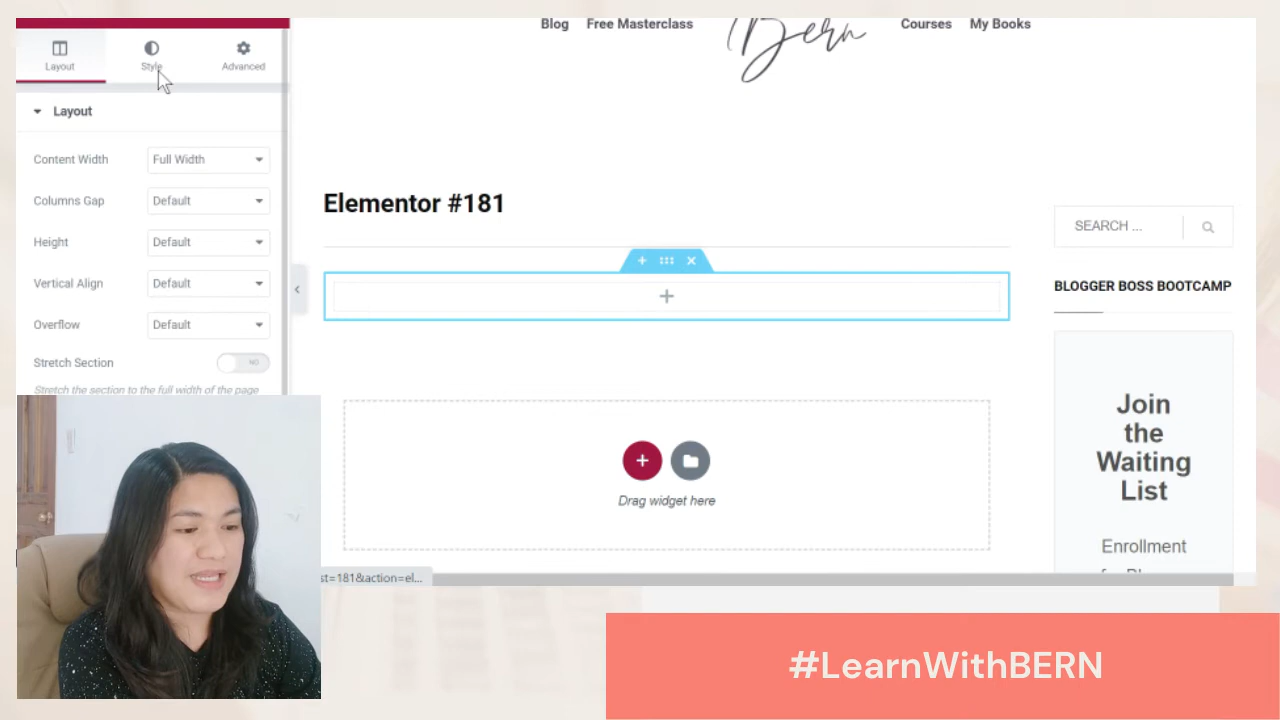 Layout
Style
Advanced
Layout
Content Width
Full Width
Columns Gap
Default
Height
Default
Vertical Align
Default
Overflow
Default
Stretch Section
NO
Stretch the section to the full width of the page
Blog
Free Masterclass
Bern
Courses
My Books
Elementor #181
Drag widget here
SEARCH ...
BLOGGER BOSS BOOTCAMP
Join
the
Waiting
List
Enrollment
st=181&action=el...
#LearnWithBERN